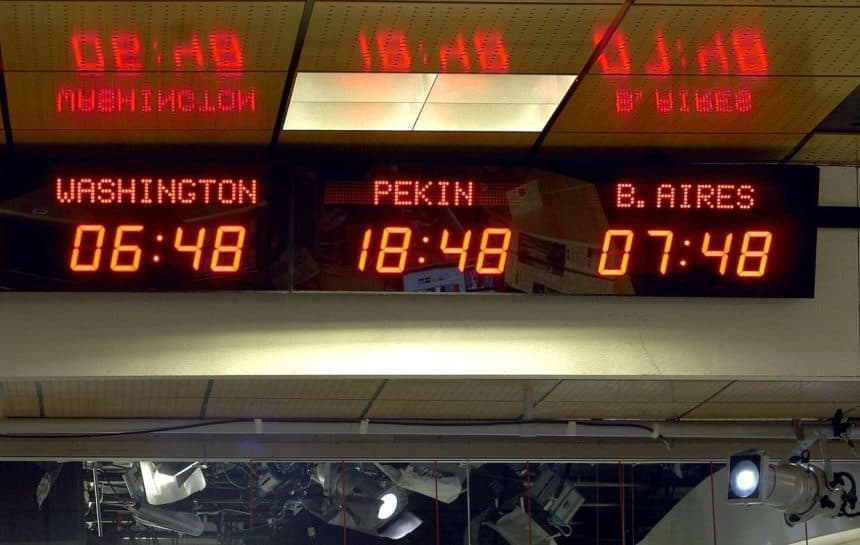 WASHINGTON
06:48
PEKIN
18:48
B. AIRES
07:48